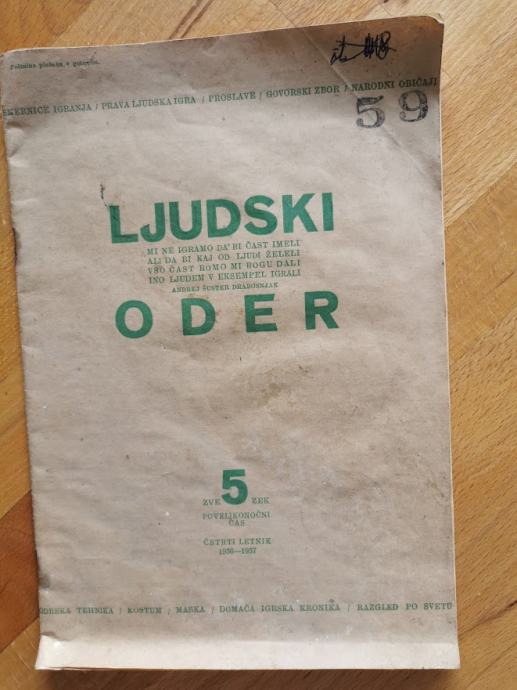 Poštnina plačana v gotovini.
SKERNICE IGRANJA / PRAVA LJUDSKA IGRA / PROSLAVE / GOVORSKI ZBOR / NARODNI OBIČAJI
59
LJUDSKI
„MI NE IGRAMO DA BI ČAST IMELI
ALI DA BI KAJ OD LJUDI ŽELELI
VSO ČAST BOMO MI BOGU DALI
INO LJUDEM V EKSEMPEL IGRALI
ANDREJ ŠUSTER DRABOSNJAK
ODER
ZVE 5 ZEK
POVELIKONOČNI
ČAS
ČETRTI LETNIK
1936—1937
ODRSKA TEHNIKA / KOSTUM / MASKA / DOMAČA IGRSKA KRONIKA / RAZGLED PO SVETU